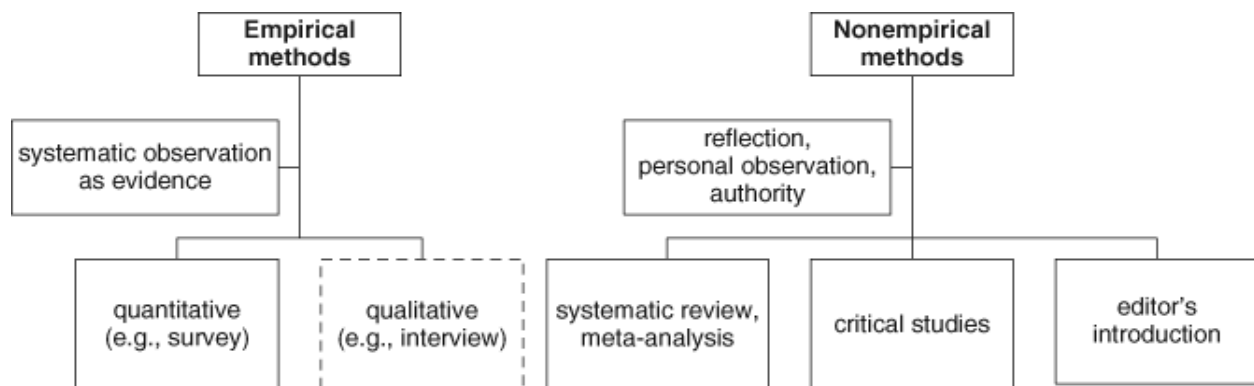 Empirical
methods
Nonempirical
methods
systematic observation
as evidence
reflection,
personal observation,
authority
quantitative
(e.g., survey)
qualitative
(e.g., interview)
systematic review,
meta-analysis
critical studies
editor's
introduction